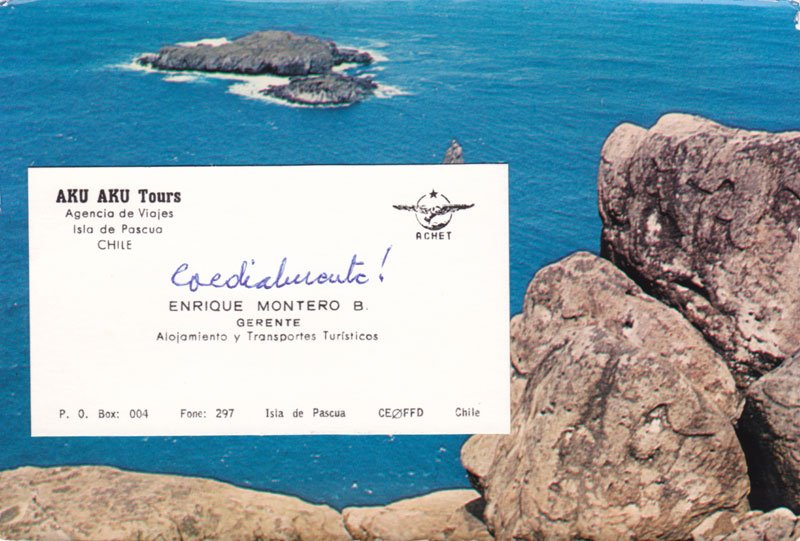 AKU AKU Tours
Agencia de Viajes
Isla de Pascua
CHILE
ACHET
Cordialmente!
ENRIQUE MONTERO B.
GERENTE
Alojamiento y Transportes Turísticos
P. O. Box: 004 Fono: 297 Isla de Pascua CEØFFD Chile